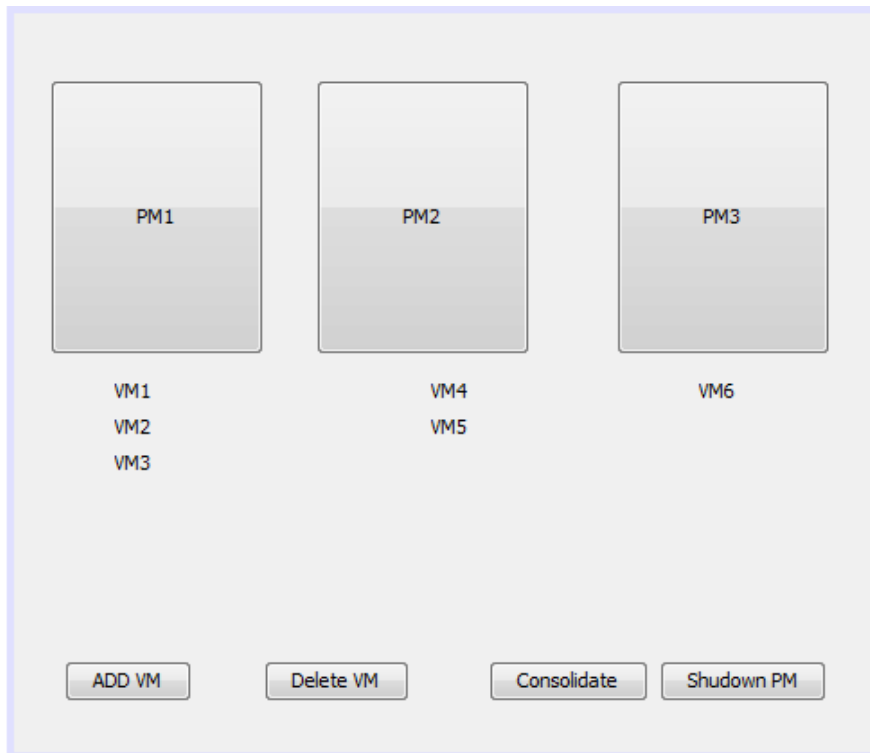 PM1 PM2 PM3
VM1 VM4 VM6
VM2 VM5
VM3
ADD VM Delete VM Consolidate Shudown PM